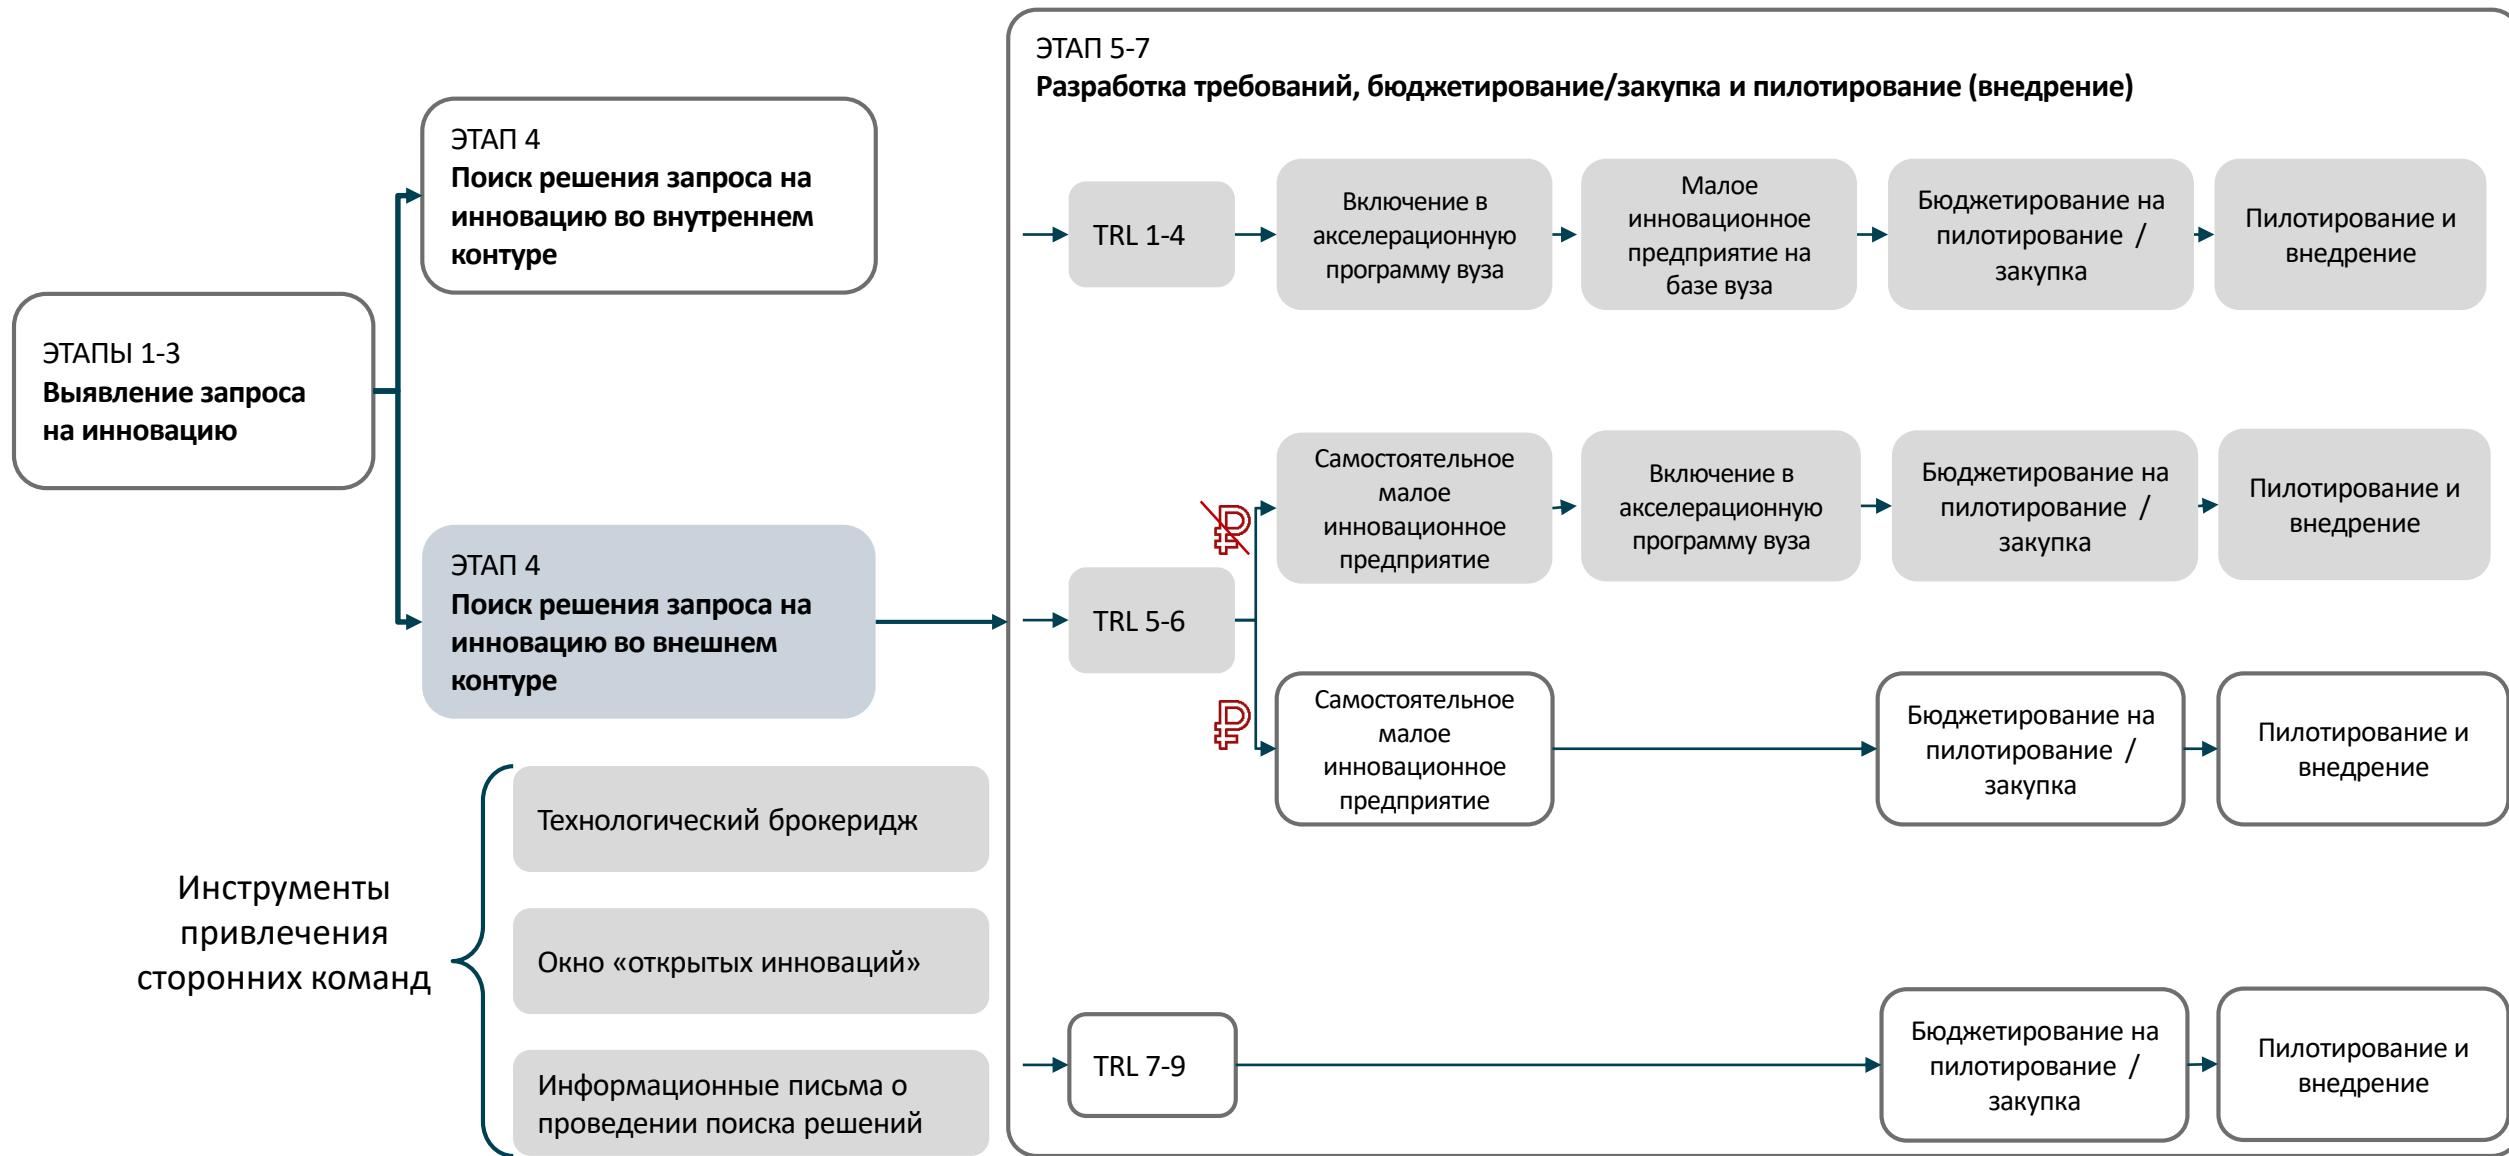 ЭТАПЫ 1-3
Выявление запроса
на инновацию
ЭТАП 4
Поиск решения запроса на
инновацию во внутреннем
контуре
ЭТАП 4
Поиск решения запроса на
инновацию во внешнем
контуре
Инструменты
привлечения
сторонних команд
Технологический брокеридж
Окно «открытых инноваций»
Информационные письма о
проведении поиска решений
ЭТАП 5-7
Разработка требований, бюджетирование/закупка и пилотирование (внедрение)
TRL 1-4
Включение в
акселерационную
программу вуза
Малое
инновационное
предприятие на
базе вуза
Бюджетирование на
пилотирование /
закупка
Пилотирование и
внедрение
TRL 5-6
₽
Самостоятельное
малое
инновационное
предприятие
Включение в
акселерационную
программу вуза
Бюджетирование на
пилотирование /
закупка
Пилотирование и
внедрение
₽
Самостоятельное
малое
инновационное
предприятие
Бюджетирование на
пилотирование /
закупка
Пилотирование и
внедрение
TRL 7-9
Бюджетирование на
пилотирование /
закупка
Пилотирование и
внедрение